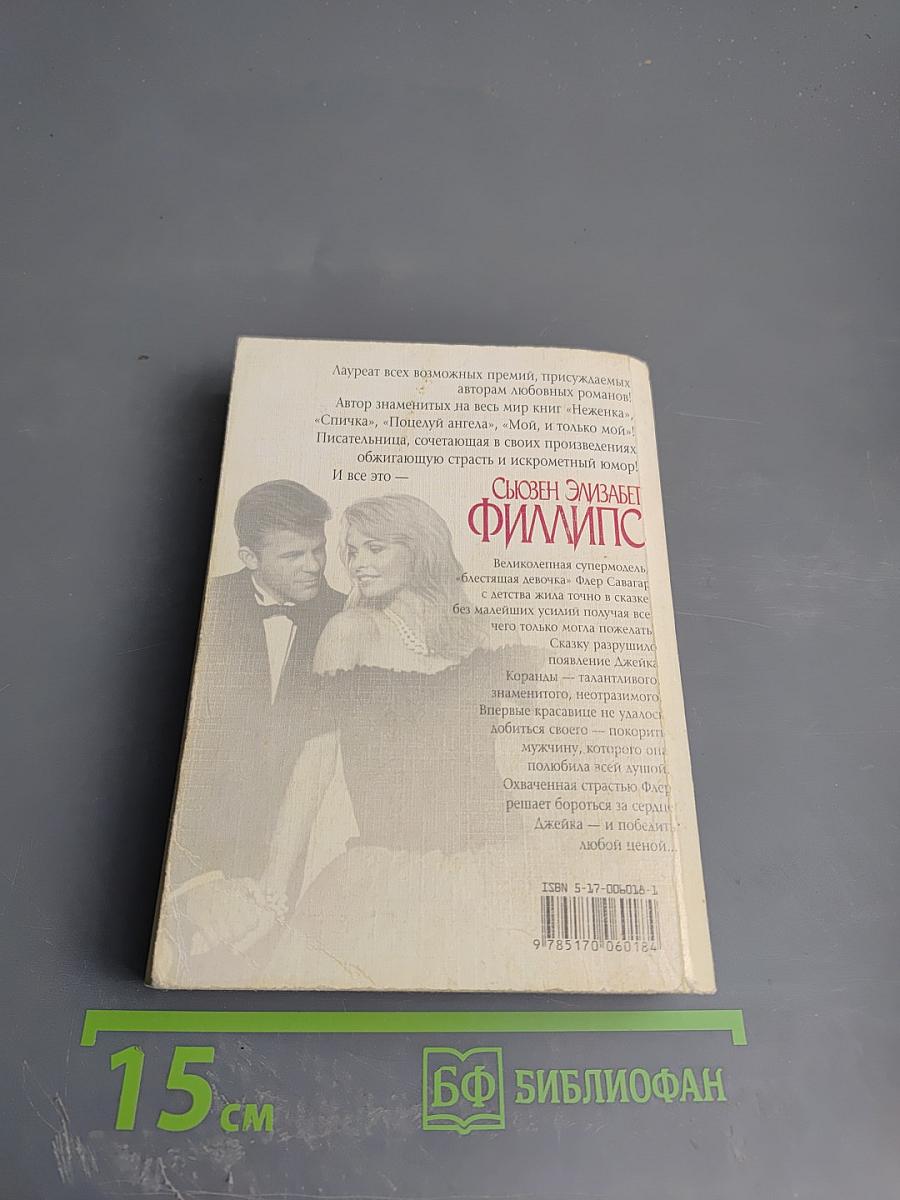 Лауреат всех возможных премий, присуждаемых
авторам любовных романов!
Автор знаменитых на весь мир книг «Неженка»,
«Спичка», «Поцелуй ангела», «Мой, и только мой»!
Писательница, сочетающая в своих произведениях
обжигающую страсть и искрометный юмор!
И все это —
СЬЮЗЕН ЭЛИЗАБЕТ
ФИЛЛИПС
Великолепная супермодель,
«блестящая девочка» Флер Савагар
с детства жила точно в сказке,
без малейших усилий получая все,
чего только могла пожелать.
Сказку разрушило
появление Джейка
Коранды — талантливого,
знаменитого, неотразимого.
Впервые красавице не удалось
добиться своего — покорить
мужчину, которого она
полюбила всей душой.
Охваченная страстью Флер
решает бороться за сердце
Джейка — и победить
любой ценой...
ISBN 5-17-006018-1
9 785170 060184
15 см
БФ БИБЛИОФАН